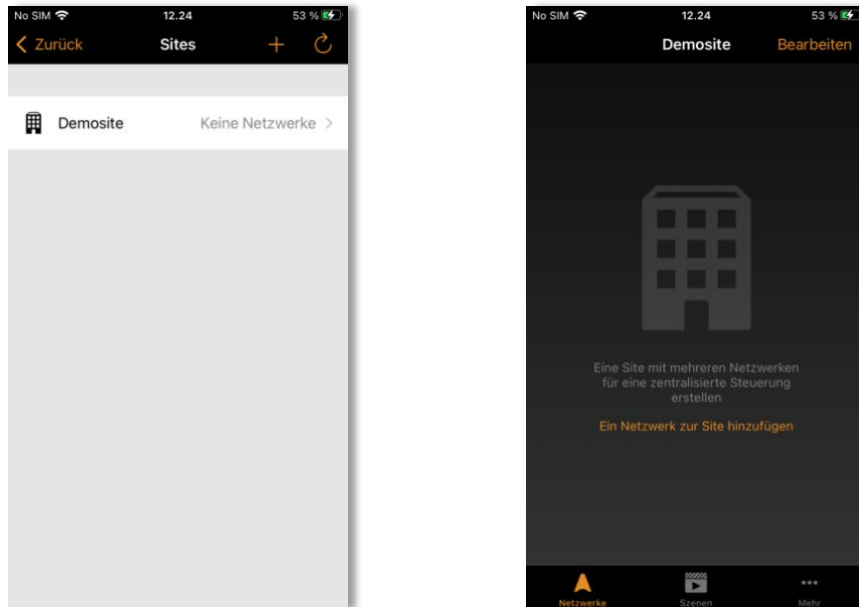 No SIM 12.24 53 %
Zurück Sites
Demosite Keine Netzwerke
No SIM 12.24 53 %
Demosite Bearbeiten
Eine Site mit mehreren Netzwerken
für eine zentralisierte Steuerung
erstellen
Ein Netzwerk zur Site hinzufügen
Netzwerke Szenen Mehr